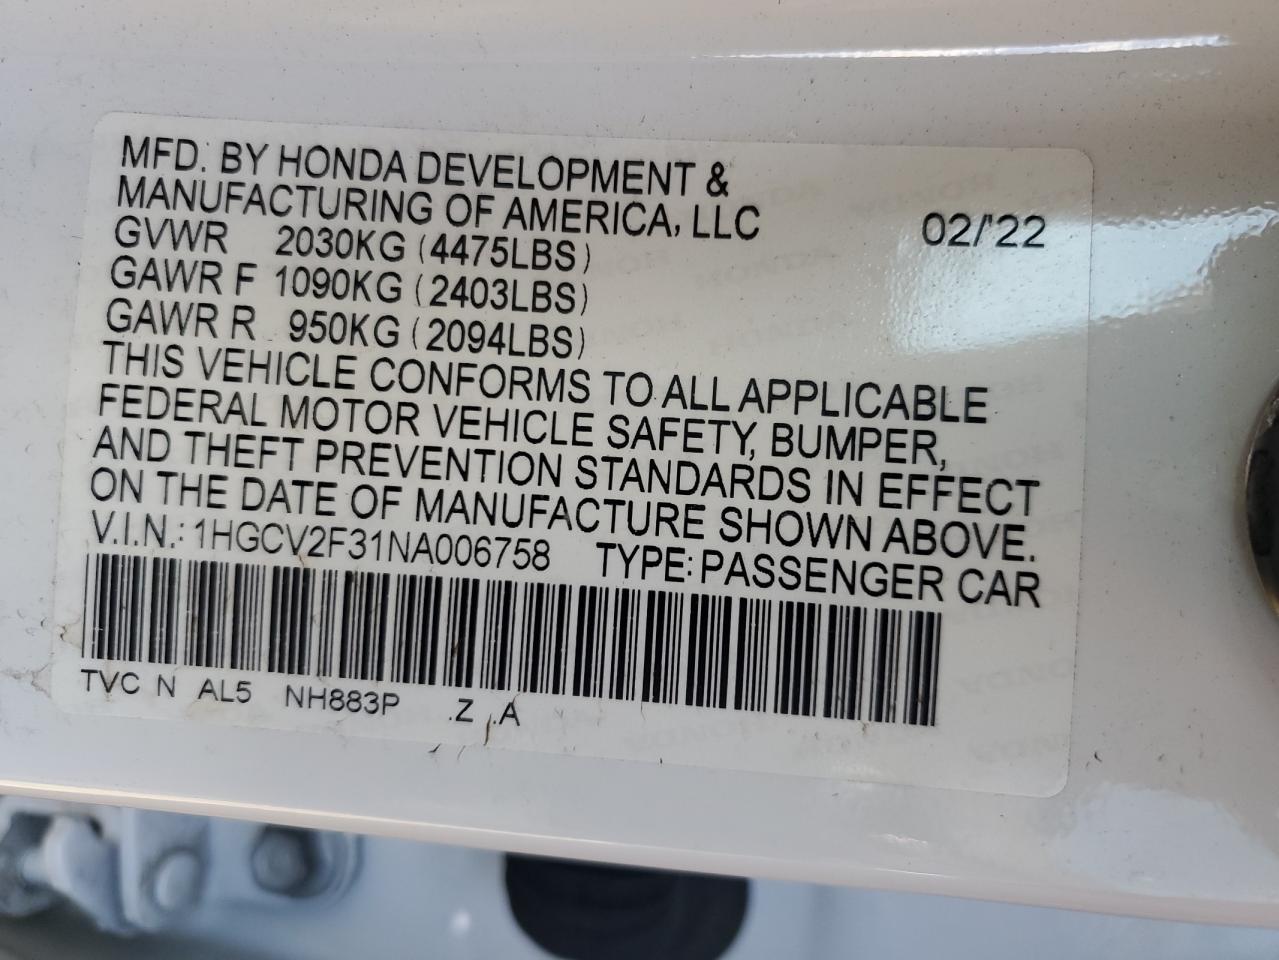 MFD. BY HONDA DEVELOPMENT &
MANUFACTURING OF AMERICA, LLC 02/'22
GVWR 2030KG (4475LBS)
GAWR F 1090KG (2403LBS)
GAWR R 950KG (2094LBS)
THIS VEHICLE CONFORMS TO ALL APPLICABLE
FEDERAL MOTOR VEHICLE SAFETY, BUMPER,
AND THEFT PREVENTION STANDARDS IN EFFECT
ON THE DATE OF MANUFACTURE SHOWN ABOVE.
V.I.N.: 1HGCV2F31NA006758 TYPE: PASSENGER CAR
TVC N AL5 NH883P .Z .A